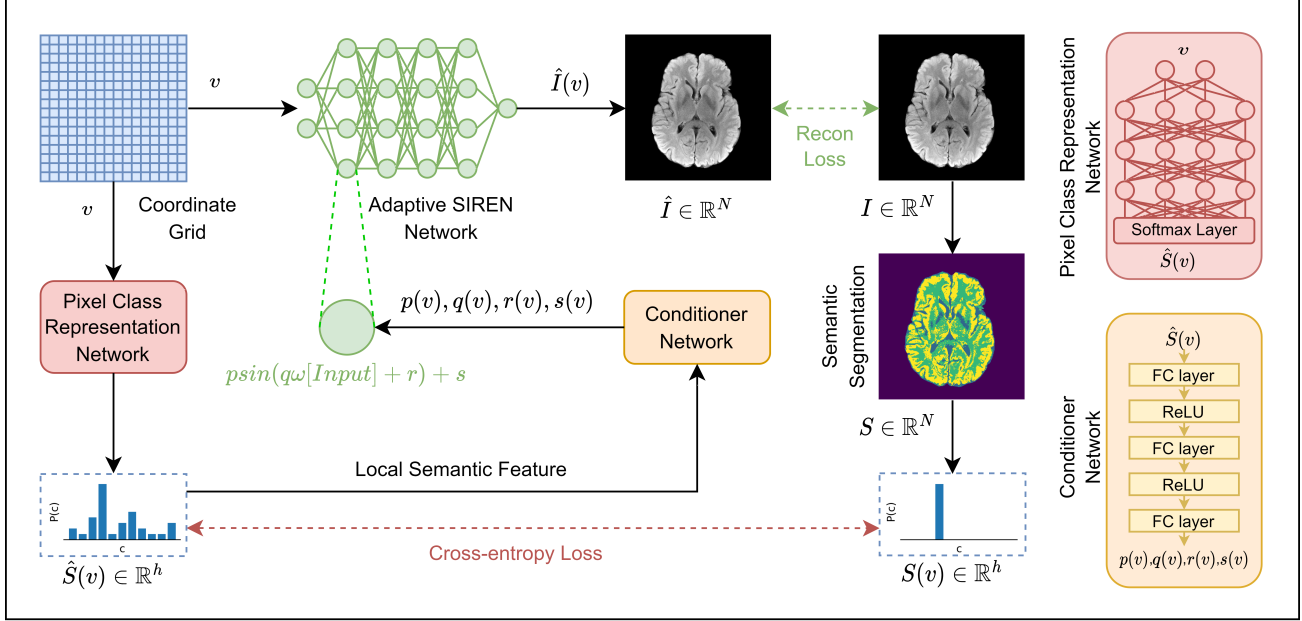 v
Î(v)
Coordinate
Grid
v
Adaptive SIREN
Network
Î ∈ ℝ^N
Recon
Loss
I ∈ ℝ^N
Pixel Class
Representation
Network
p(v), q(v), r(v), s(v)
psin(qω[Input] + r) + s
Conditioner
Network
Semantic
Segmentation
S ∈ ℝ^N
Local Semantic Feature
P(c)
c
Ŝ(v) ∈ ℝ^h
Cross-entropy Loss
P(c)
c
S(v) ∈ ℝ^h
Pixel Class Representation
Network
v
Softmax Layer
Ŝ(v)
Conditioner
Network
Ŝ(v)
FC layer
ReLU
FC layer
ReLU
FC layer
p(v),q(v),r(v),s(v)